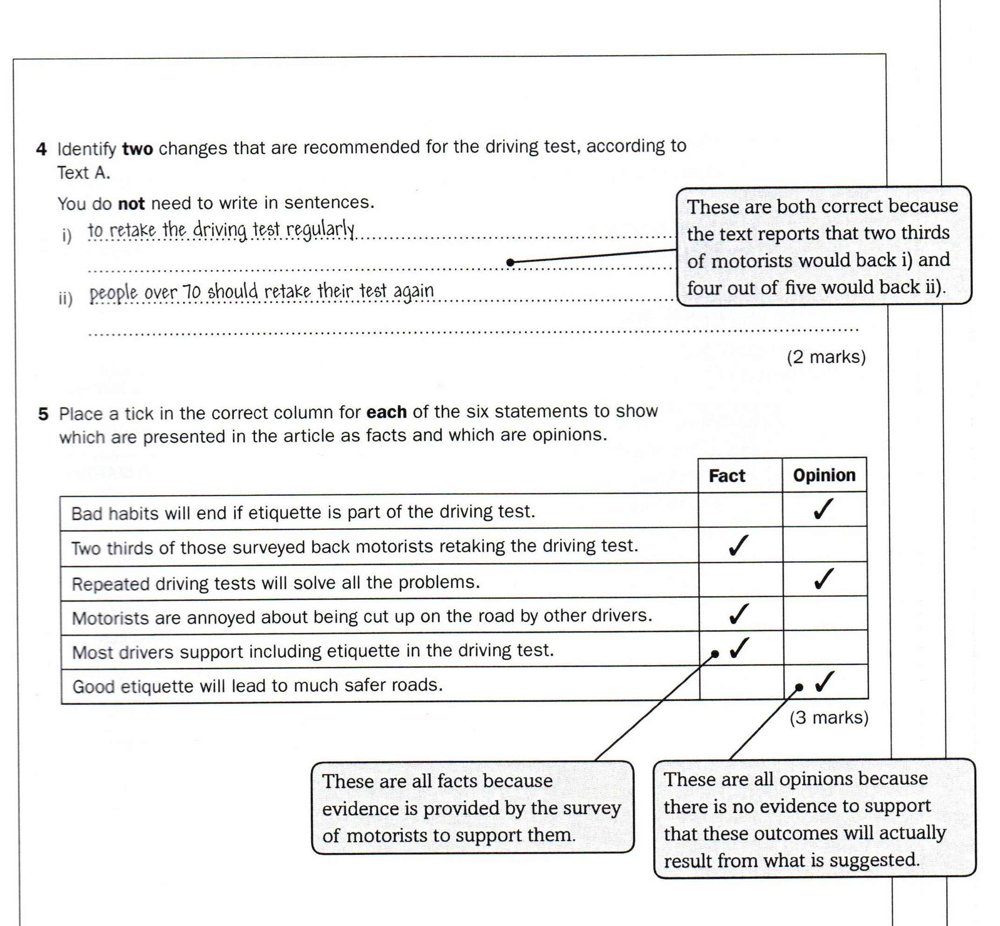 4 Identify two changes that are recommended for the driving test, according to
Text A.
You do not need to write in sentences.
i) to retake the driving test regularly
ii) people over 70 should retake their test again
These are both correct because
the text reports that two thirds
of motorists would back i) and
four out of five would back ii).
(2 marks)
5 Place a tick in the correct column for each of the six statements to show
which are presented in the article as facts and which are opinions.
Fact Opinion
Bad habits will end if etiquette is part of the driving test. ✓
Two thirds of those surveyed back motorists retaking the driving test. ✓
Repeated driving tests will solve all the problems. ✓
Motorists are annoyed about being cut up on the road by other drivers. ✓
Most drivers support including etiquette in the driving test. ✓
Good etiquette will lead to much safer roads. ✓
(3 marks)
These are all facts because
evidence is provided by the survey
of motorists to support them.
These are all opinions because
there is no evidence to support
that these outcomes will actually
result from what is suggested.